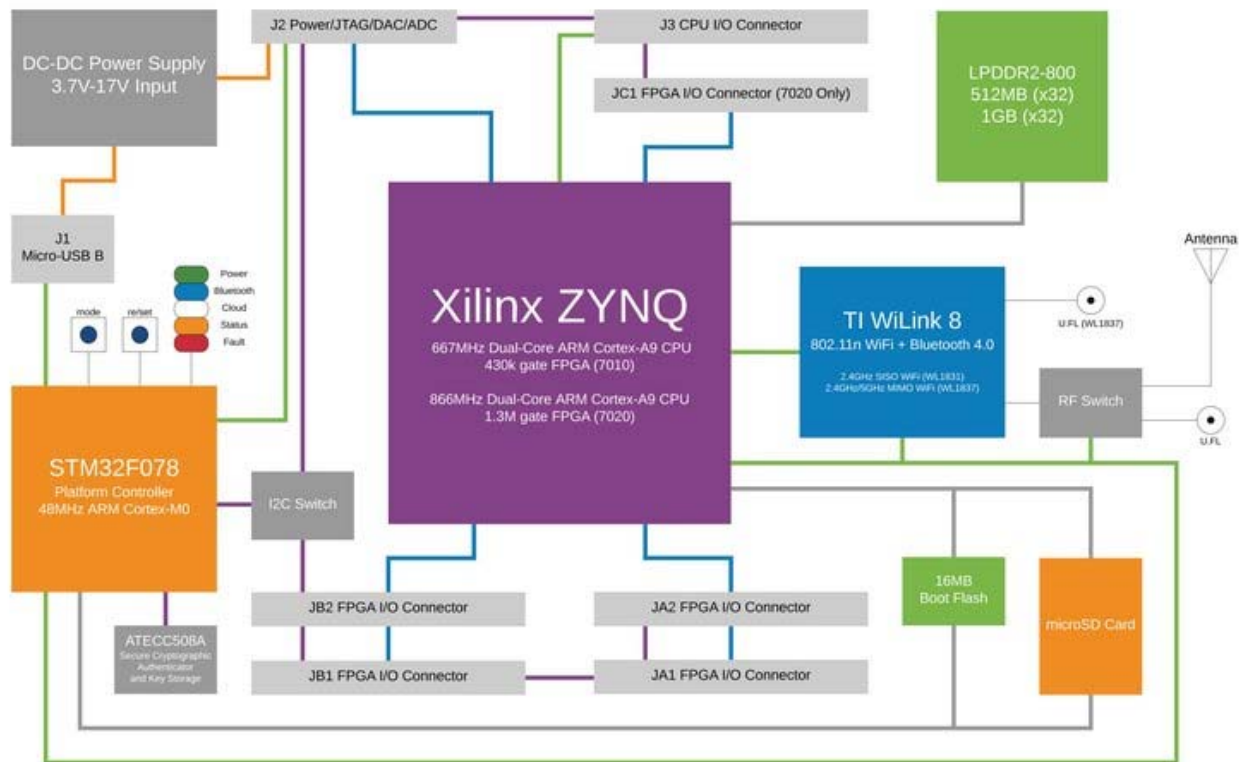 J2 Power/JTAG/DAC/ADC
J3 CPU I/O Connector
DC-DC Power Supply
3.7V-17V Input
JC1 FPGA I/O Connector (7020 Only)
LPDDR2-800
512MB (x32)
1GB (x32)
J1
Micro-USB B
Antenna
Power
Bluetooth
Cloud
Status
Fault
mode
re/set
Xilinx ZYNQ
667MHz Dual-Core ARM Cortex-A9 CPU
430k gate FPGA (7010)
866MHz Dual-Core ARM Cortex-A9 CPU
1.3M gate FPGA (7020)
TI WiLink 8
802.11n WiFi + Bluetooth 4.0
2.4GHz SISO WiFi (WL1831)
2.4GHz/5GHz MIMO WiFi (WL1837)
U.FL (WL1837)
RF Switch
U.FL
STM32F078
Platform Controller
48MHz ARM Cortex-M0
I2C Switch
JB2 FPGA I/O Connector
JA2 FPGA I/O Connector
16MB
Boot Flash
microSD Card
ATECC508A
Secure Cryptographic
Authenticator
and Key Storage
JB1 FPGA I/O Connector
JA1 FPGA I/O Connector